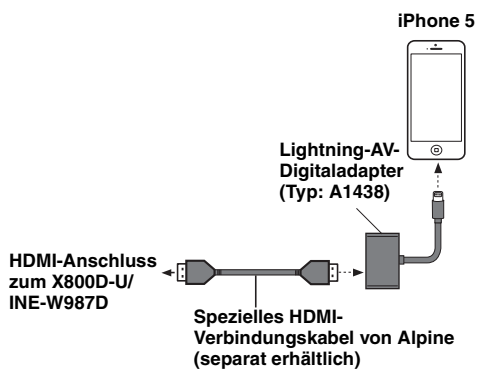 iPhone 5
Lightning-AV-
Digitaladapter
(Typ: A1438)
HDMI-Anschluss
zum X800D-U/
INE-W987D
Spezielles HDMI-
Verbindungskabel von Alpine
(separat erhältlich)